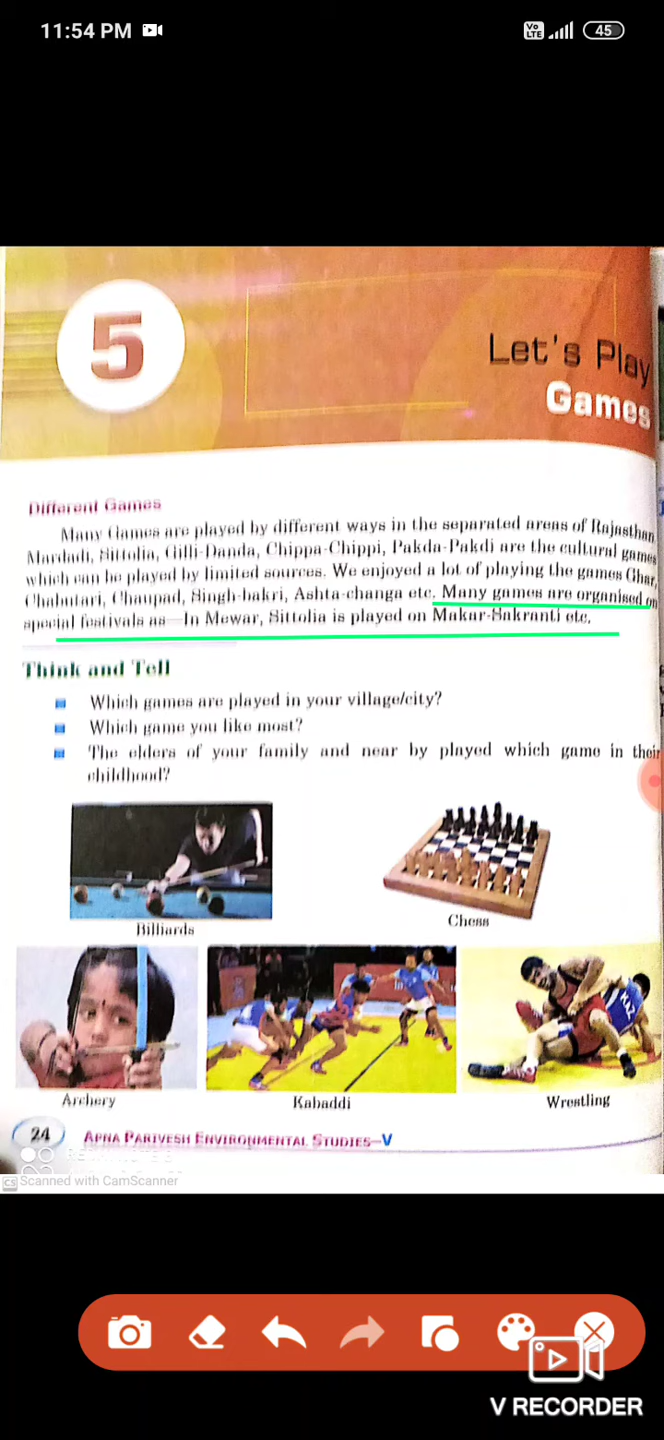 11:54 PM
Vo LTE 45
5
Let's Play
Games
Different Games
Many Games are played by different ways in the separated areas of Rajasthan.
Mardadi, Sittolia, Gilli-Danda, Chippa-Chippi, Pakda-Pakdi are the cultural games
which can be played by limited sources. We enjoyed a lot of playing the games Ghar,
Chabutari, Chaupad, Singh-bakri, Ashta-changa etc. Many games are organised on
special festivals as In Mewar, Sittolia is played on Makar-Sakranti etc.
Think and Tell
Which games are played in your village/city?
Which game you like most?
The elders of your family and near by played which game in their
childhood?
Billiards
Chess
KAZ
Archery
Kabaddi
Wrestling
24 APNA PARIVESH ENVIRONMENTAL STUDIES–V
CS Scanned with CamScanner
V RECORDER